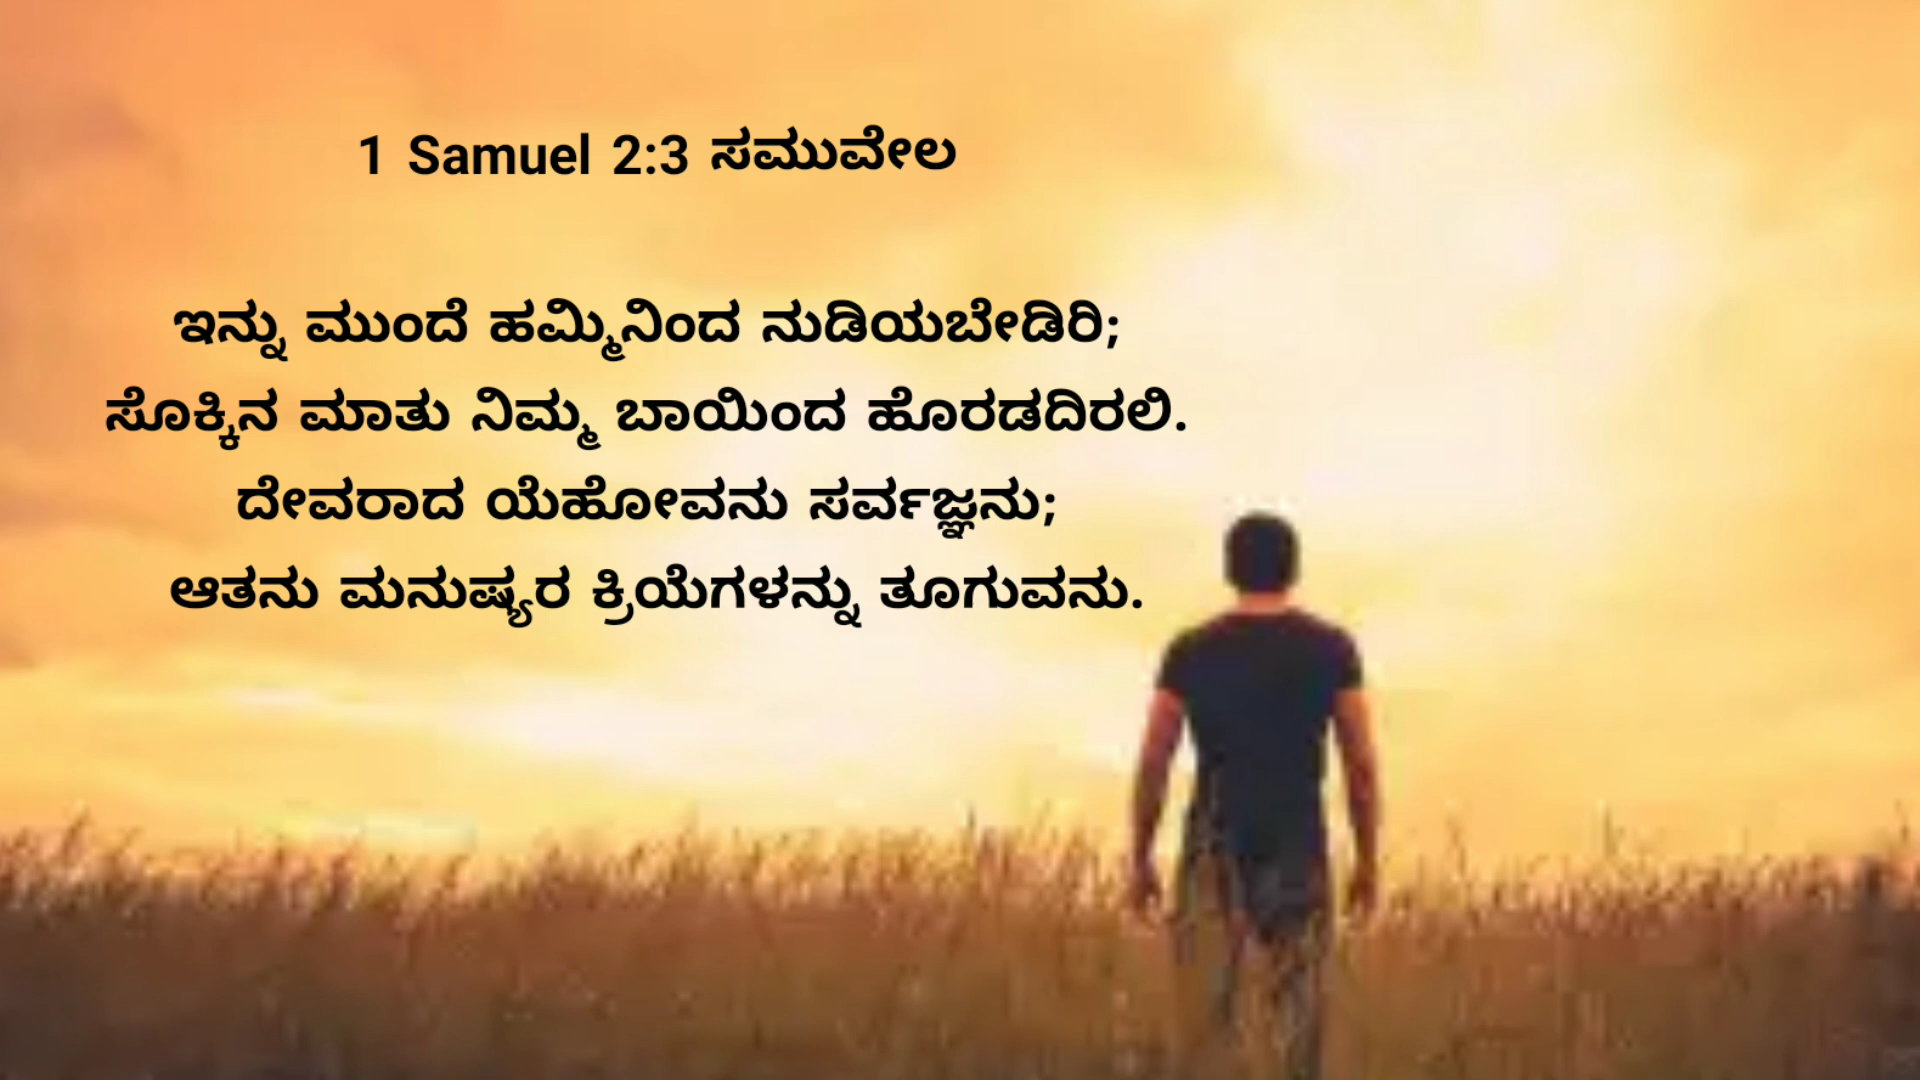 1 Samuel 2:3 ಸಮುವೇಲ
ಇನ್ನು ಮುಂದೆ ಹಮ್ಮಿನಿಂದ ನುಡಿಯಬೇಡಿರಿ;
ಸೊಕ್ಕಿನ ಮಾತು ನಿಮ್ಮ ಬಾಯಿಂದ ಹೊರಡದಿರಲಿ.
ದೇವರಾದ ಯೆಹೋವನು ಸರ್ವಜ್ಞನು;
ಆತನು ಮನುಷ್ಯರ ಕ್ರಿಯೆಗಳನ್ನು ತೂಗುವನು.